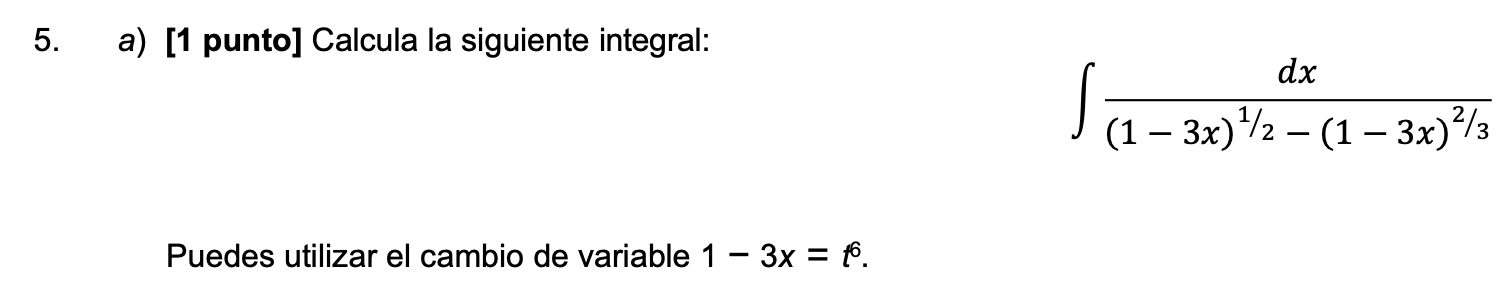 5. a) [1 punto] Calcula la siguiente integral:
∫ dx / ((1 − 3x)^{1/2} − (1 − 3x)^{2/3})
Puedes utilizar el cambio de variable 1 − 3x = t⁶.